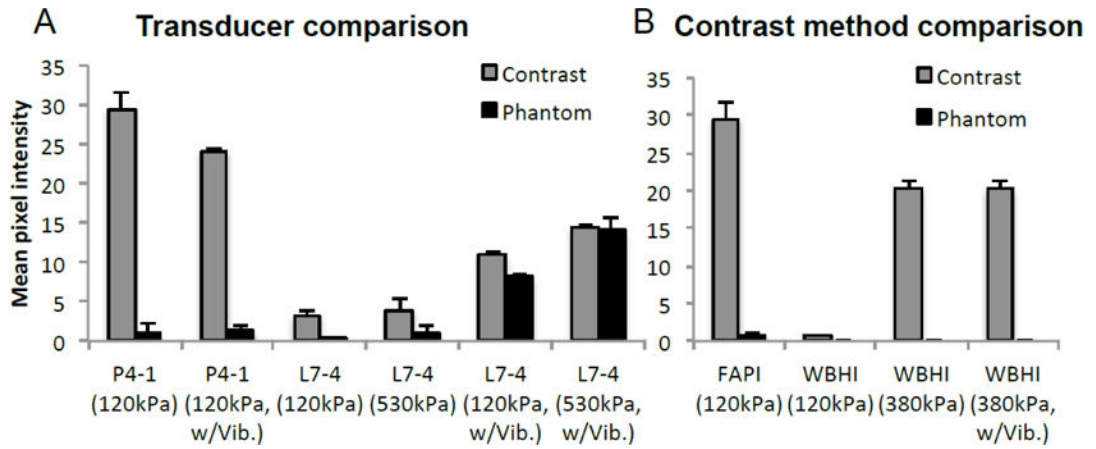 A Transducer comparison
Mean pixel intensity
35
30
25
20
15
10
5
0
Contrast
Phantom
P4-1 P4-1 L7-4 L7-4 L7-4 L7-4
(120kPa) (120kPa, (120kPa) (530kPa) (120kPa, (530kPa,
w/Vib.) w/Vib.) w/Vib.)
B Contrast method comparison
35
30
25
20
15
10
5
0
Contrast
Phantom
FAPI WBHI WBHI WBHI
(120kPa) (120kPa) (380kPa) (380kPa,
w/Vib.)